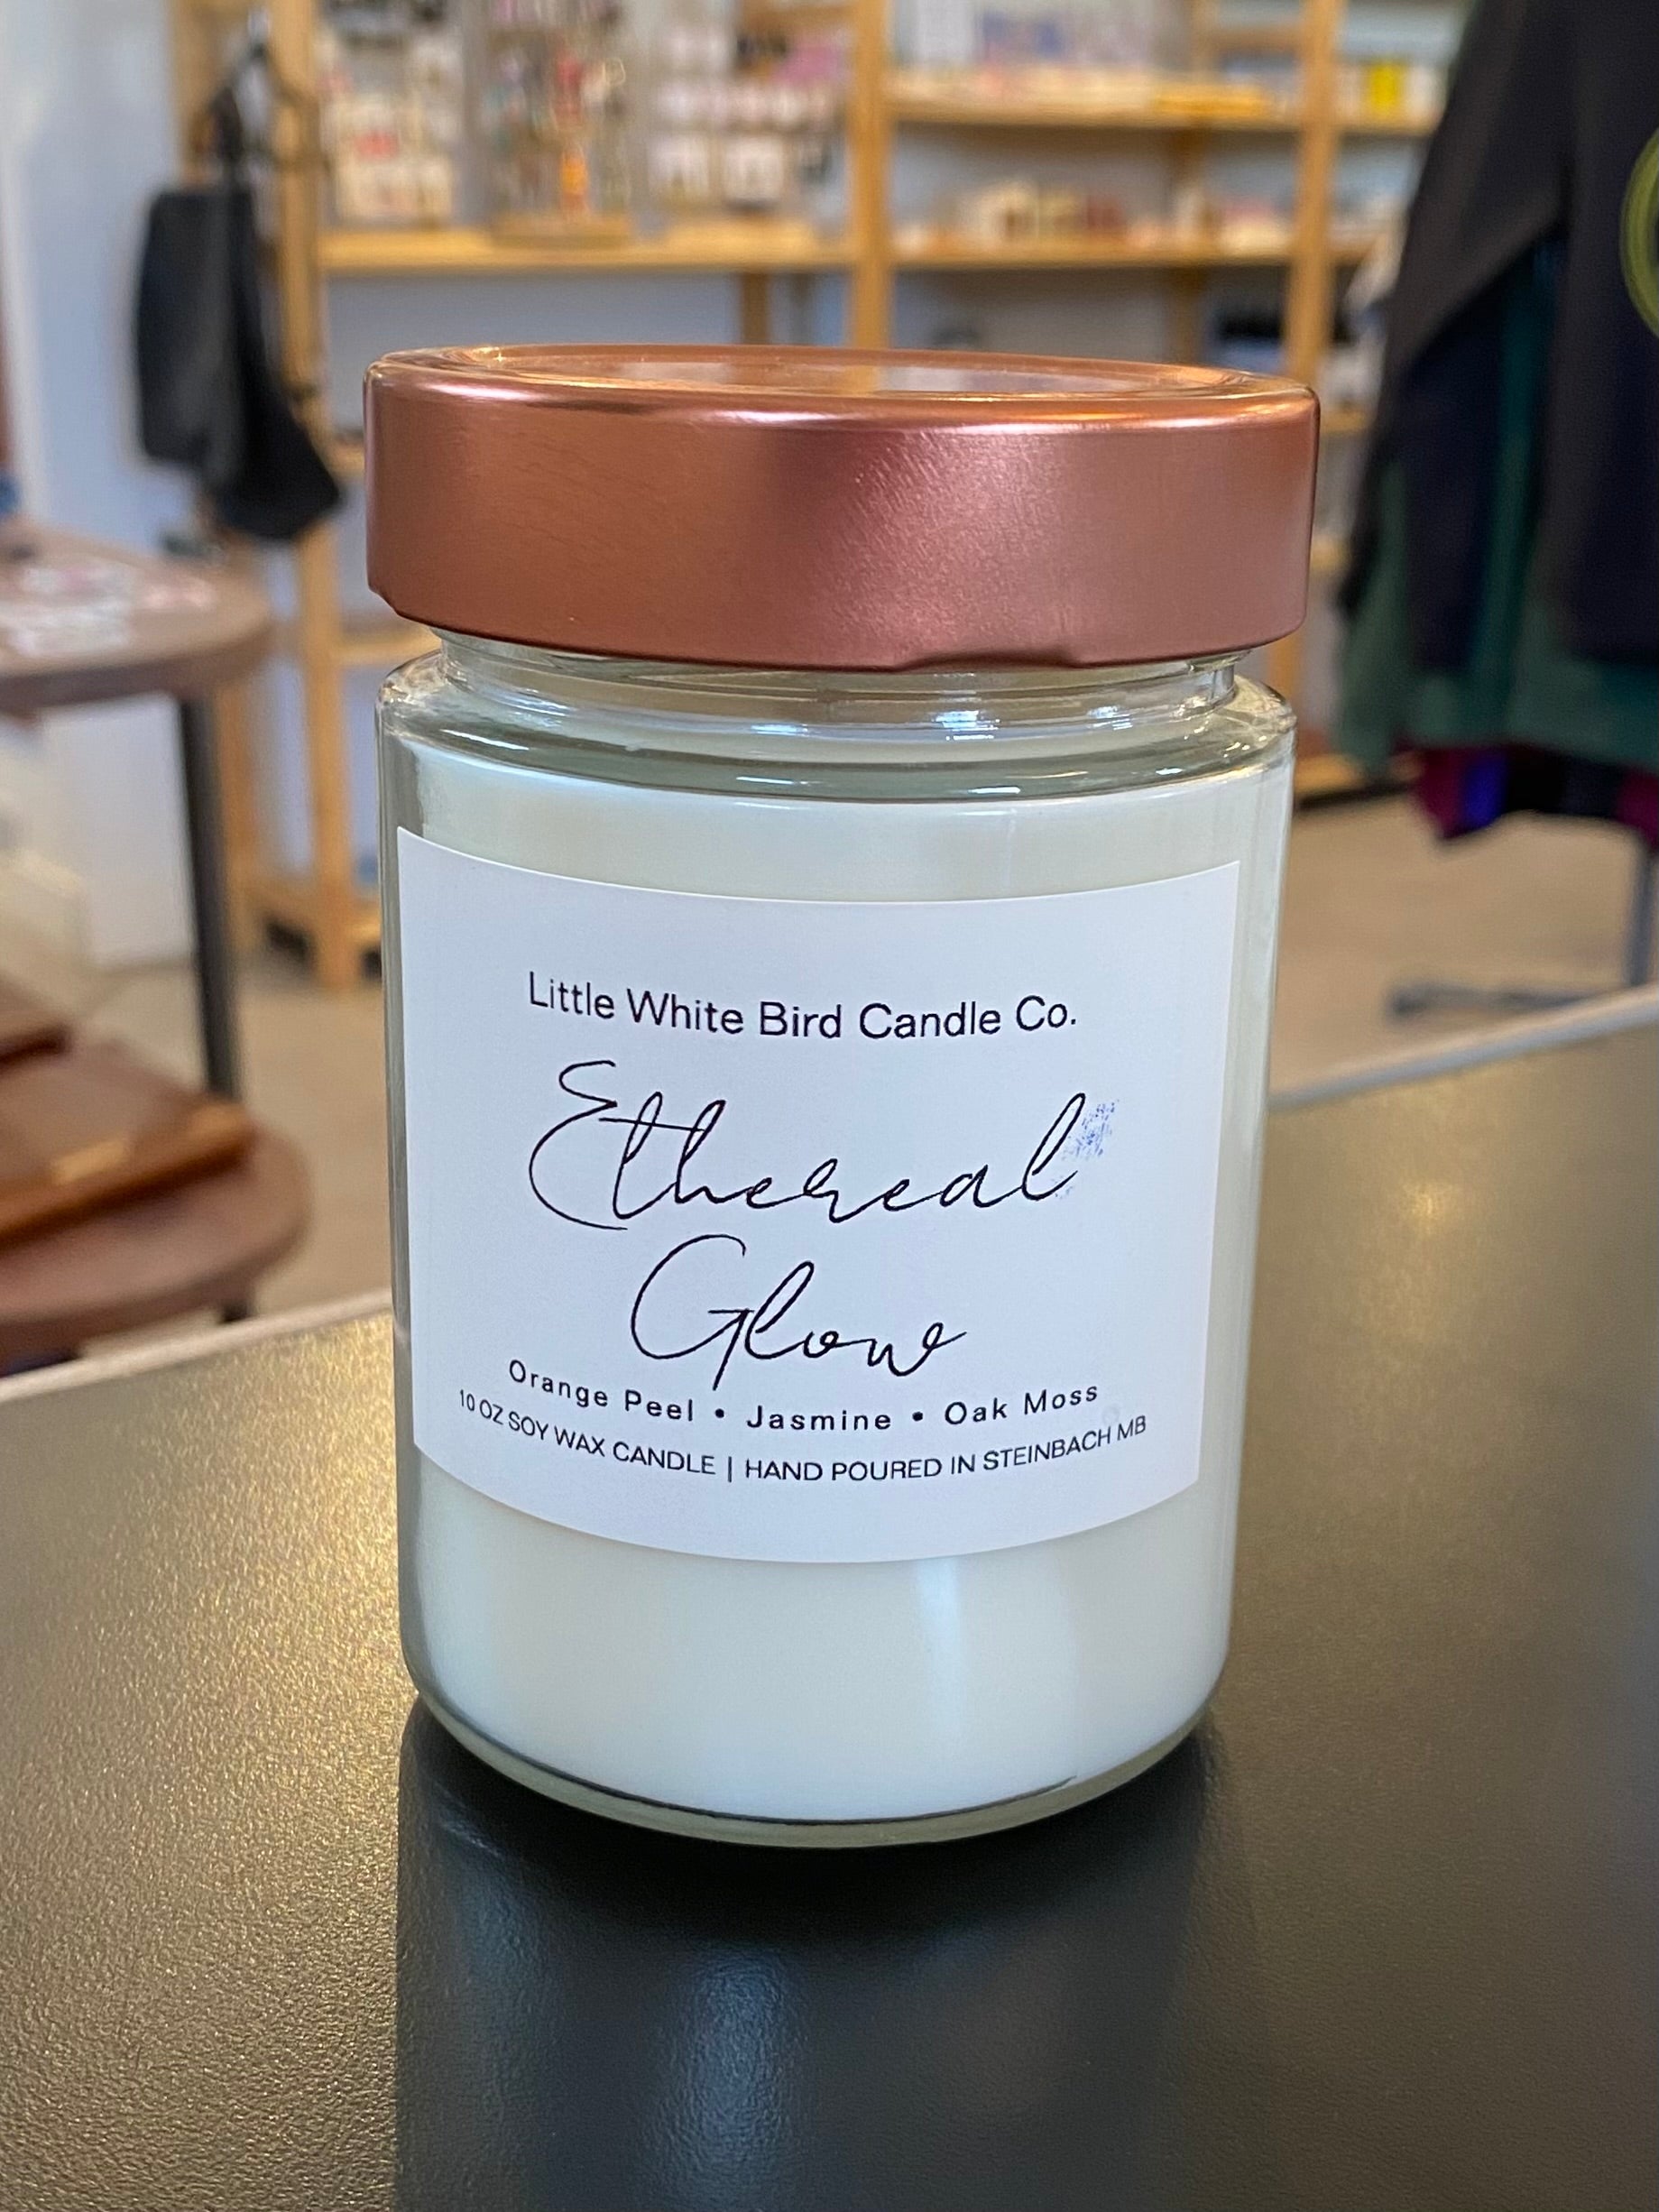 Little White Bird Candle Co.
Ethereal
Glow
Orange Peel • Jasmine • Oak Moss
10 OZ SOY WAX CANDLE | HAND POURED IN STEINBACH MB